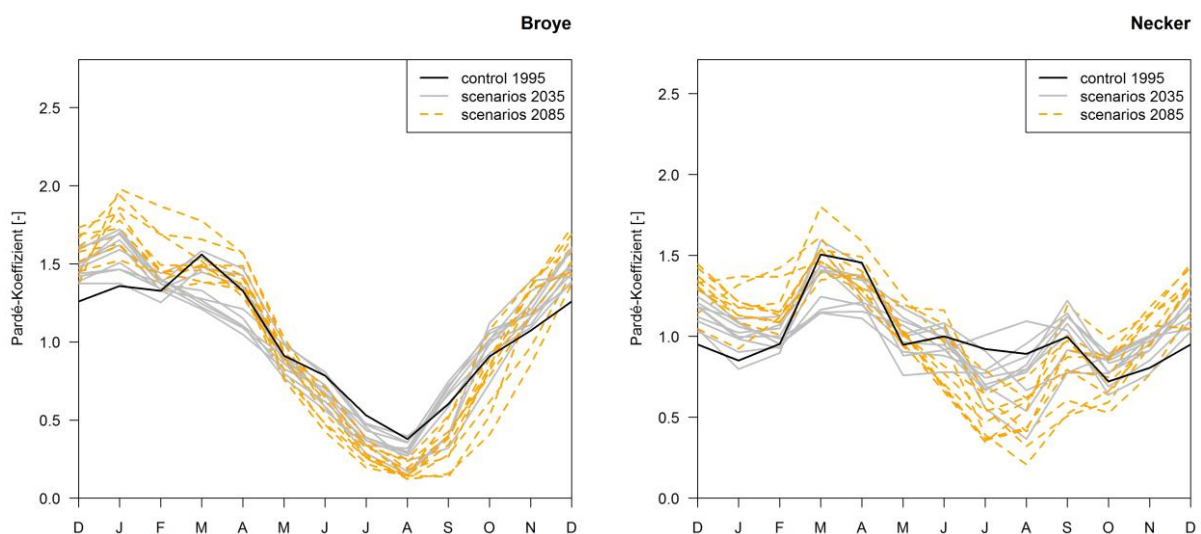 Broye
control 1995
scenarios 2035
scenarios 2085
Pardé-Koeffizient [-]
2.5
2.0
1.5
1.0
0.5
0.0
D J F M A M J J A S O N D
Necker
control 1995
scenarios 2035
scenarios 2085
Pardé-Koeffizient [-]
2.5
2.0
1.5
1.0
0.5
0.0
D J F M A M J J A S O N D